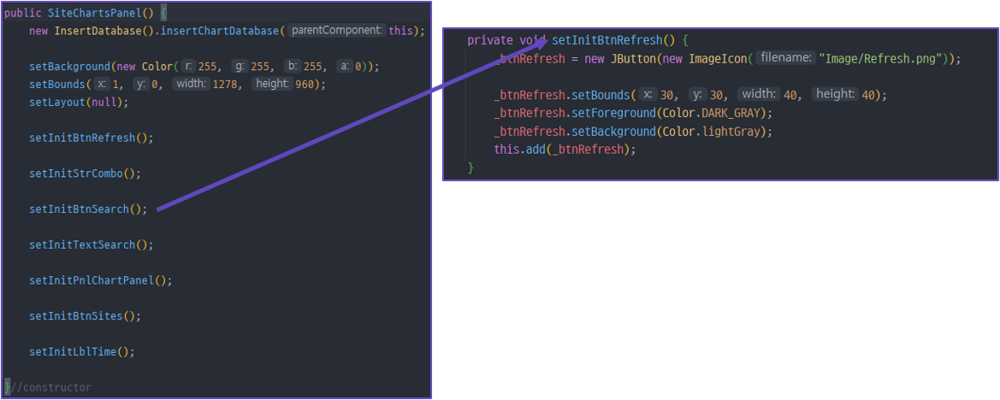 public SiteChartsPanel() {
new InsertDatabase().insertChartDatabase( parentComponent: this);
setBackground(new Color( r: 255, g: 255, b: 255, a: 0));
setBounds( x: 1, y: 0, width: 1278, height: 960);
setLayout(null);
setInitBtnRefresh();
setInitStrCombo();
setInitBtnSearch();
setInitTextSearch();
setInitPnlChartPanel();
setInitBtnSites();
setInitLblTime();
}//constructor
private void setInitBtnRefresh() {
_btnRefresh = new JButton(new ImageIcon( filename: "Image/Refresh.png"));
_btnRefresh.setBounds( x: 30, y: 30, width: 40, height: 40);
_btnRefresh.setForeground(Color.DARK_GRAY);
_btnRefresh.setBackground(Color.lightGray);
this.add(_btnRefresh);
}